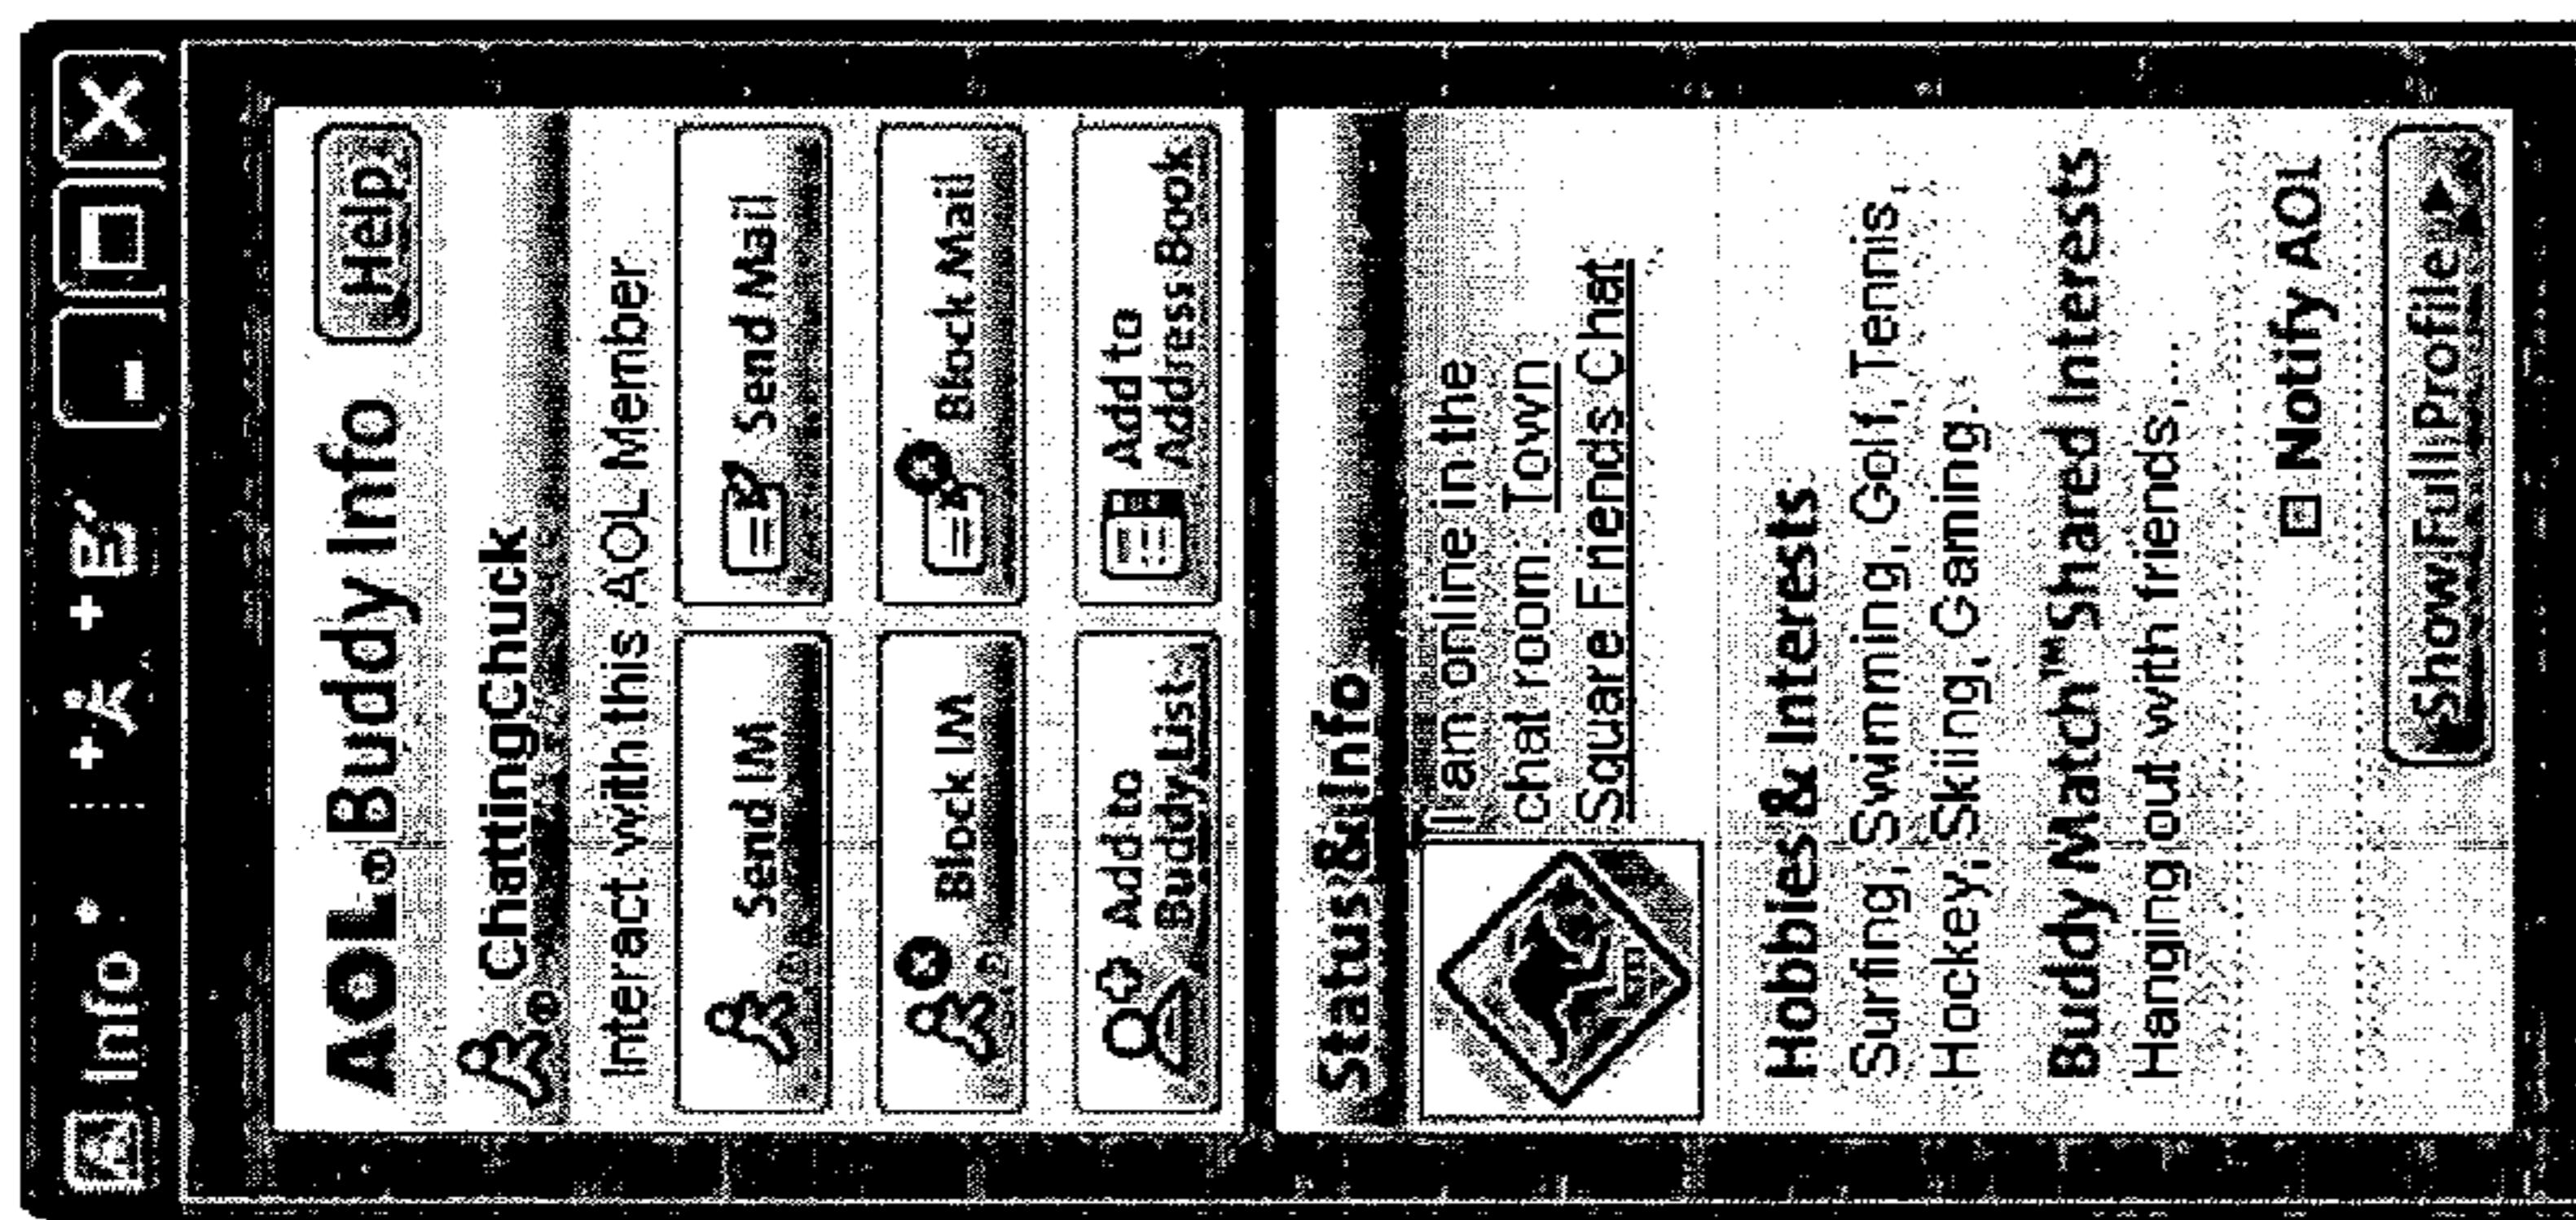 Info
AOL® Buddy Info
Help
ChattingChuck
Interact with this AOL Member
Send IM
Send Mail
Block IM
Block Mail
Add to
Buddy List
Add to
Address Book
Status & Info
I am online in the
chat room: Town
Square Friends Chat
Hobbies & Interests
Surfing, Swimming, Golf, Tennis,
Hockey, Skiing, Gaming.
Buddy Match™ Shared Interests
Hanging out with friends,...
Notify AOL
Show Full Profile